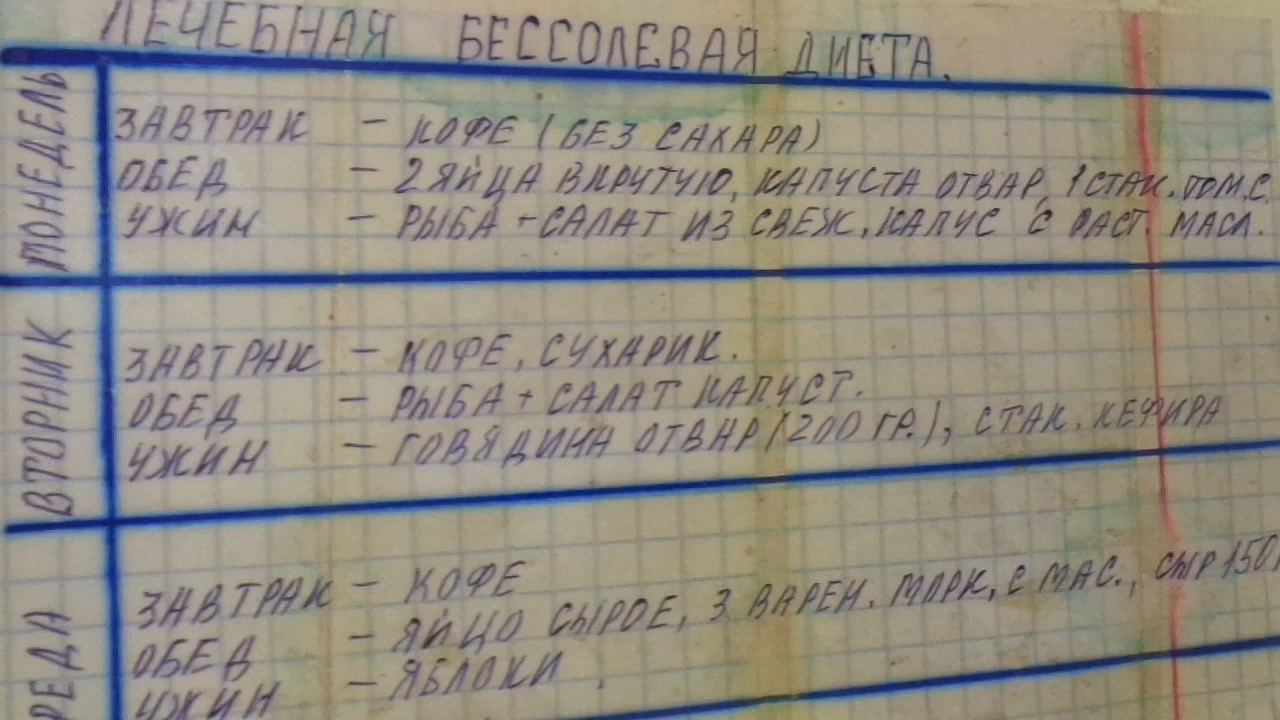 ЛЕЧЕБНАЯ БЕССОЛЕВАЯ ДИЕТА.
ПОНЕДЕЛЬ
ЗАВТРАК – КОФЕ (БЕЗ САХАРА)
ОБЕД – 2 ЯЙЦА ВКРУТУЮ, КАПУСТА ОТВАР, 1 СТАК. ТОМ.С.
УЖИН – РЫБА + САЛАТ ИЗ СВЕЖ. КАПУС С РАСТ. МАСЛ.
ВТОРНИК
ЗАВТРАК – КОФЕ, СУХАРИК.
ОБЕД – РЫБА + САЛАТ КАПУСТ.
УЖИН – ГОВЯДИНА ОТВАР (200 ГР.), СТАК. КЕФИРА
РЕДА
ЗАВТРАК – КОФЕ
ОБЕД – ЯЙЦО СЫРОЕ, 3 ВАРЕН. МОРК, С МАС., СЫР 150
УЖИН – ЯБЛОКИ